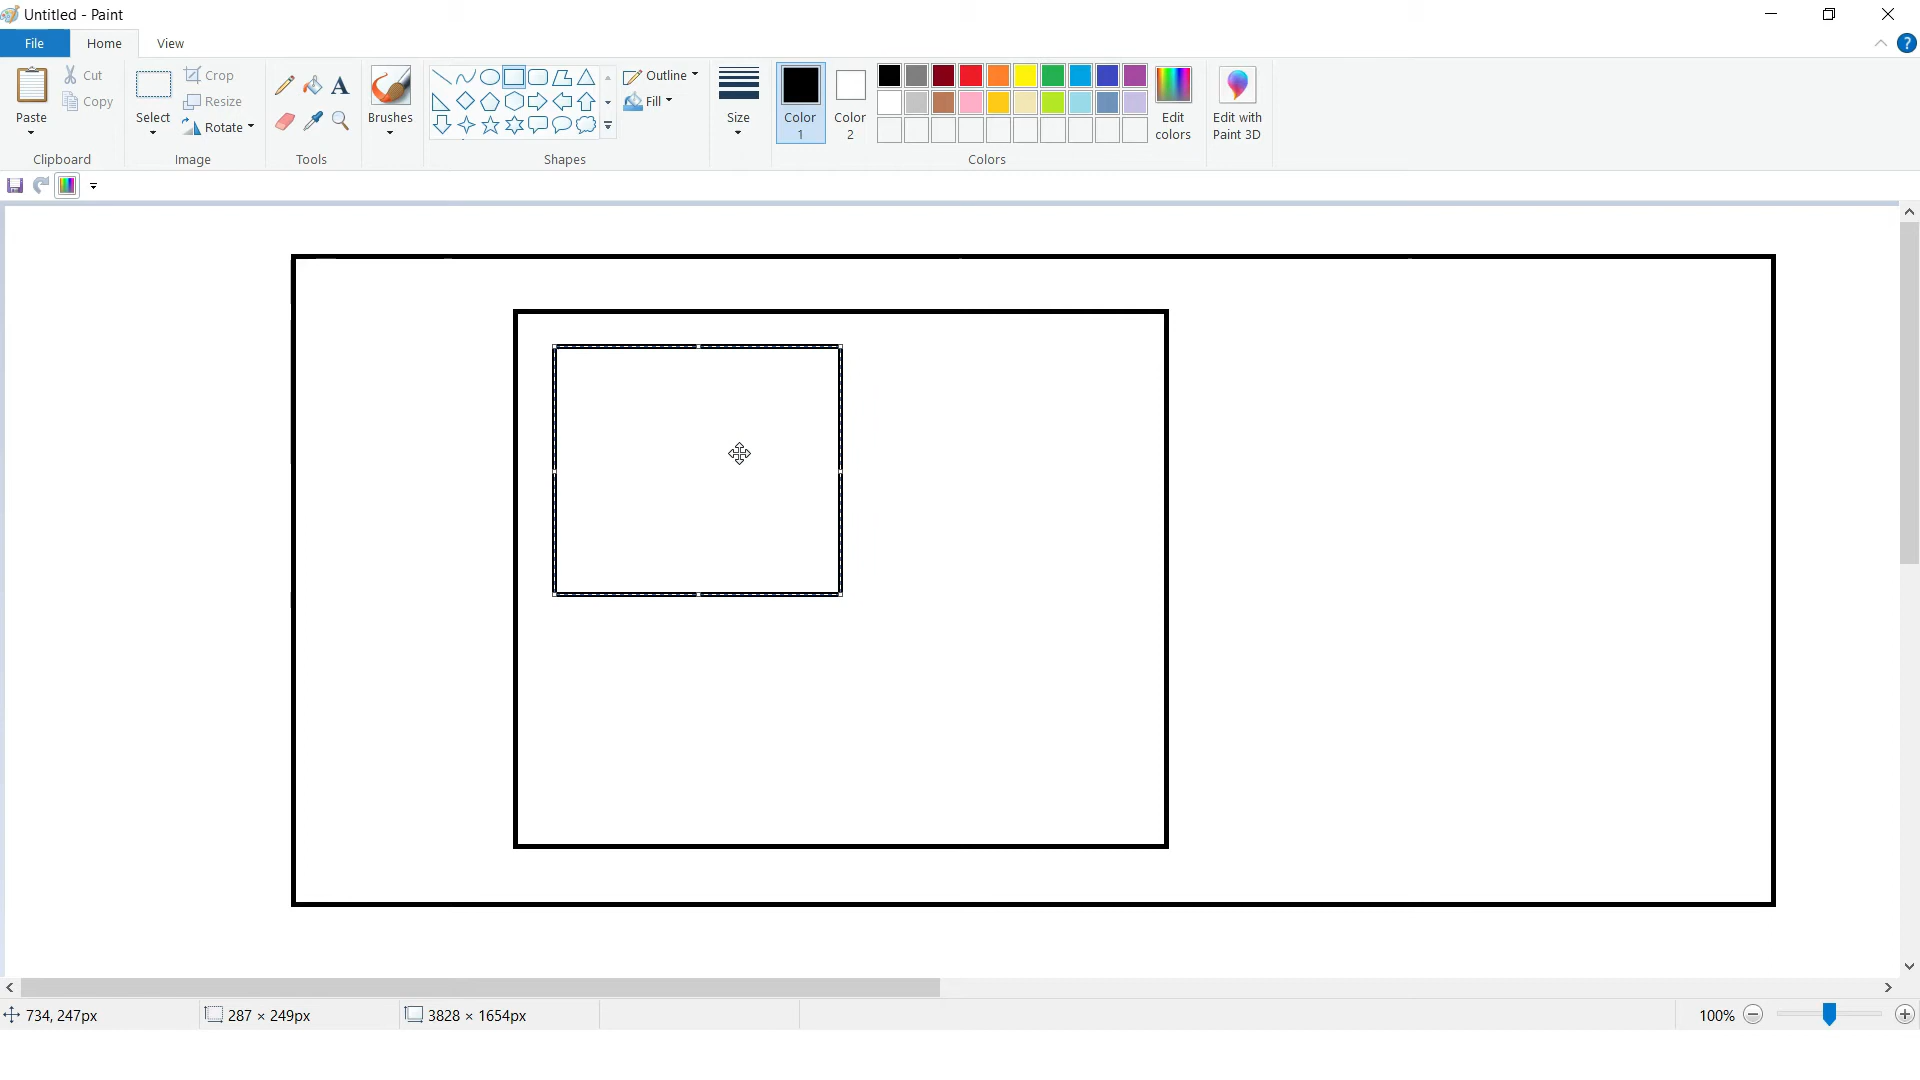 Untitled - Paint
File Home View
Paste Cut Copy Select Crop Resize Rotate A Brushes Outline Fill Size Color 1 Color 2 Edit colors Edit with Paint 3D
Clipboard Image Tools Shapes Colors
734, 247px 287 × 249px 3828 × 1654px 100%